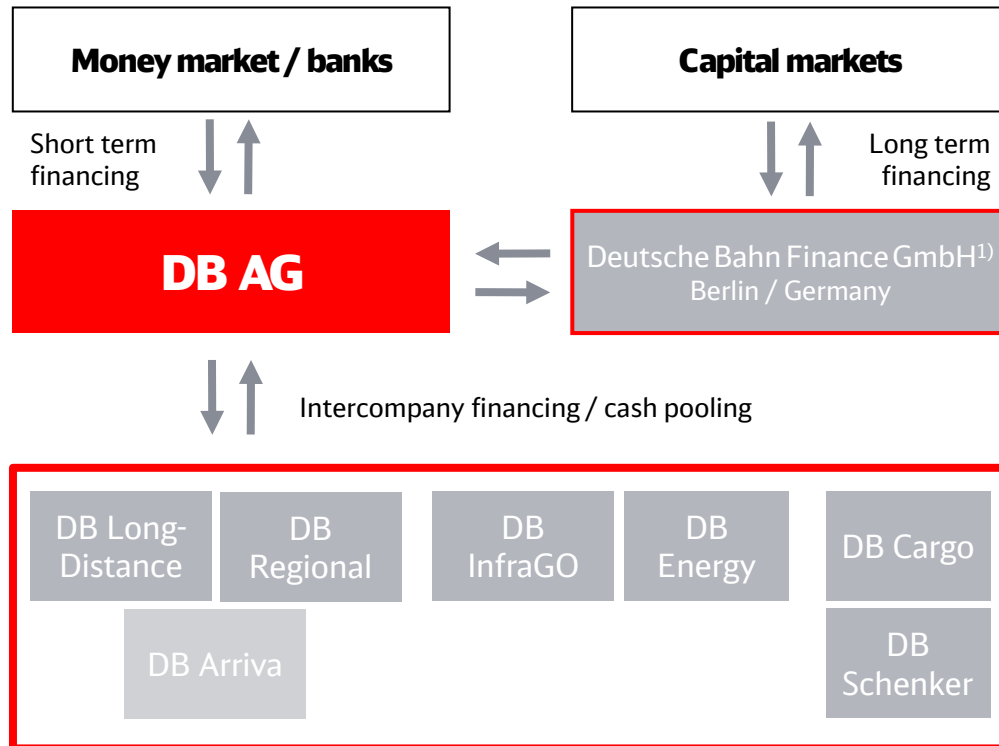 Money market / banks
Capital markets
Short term
financing
Long term
financing
DB AG
Deutsche Bahn Finance GmbH¹⁾
Berlin / Germany
Intercompany financing / cash pooling
DB Long-
Distance
DB
Regional
DB
InfraGO
DB
Energy
DB Cargo
DB Arriva
DB
Schenker